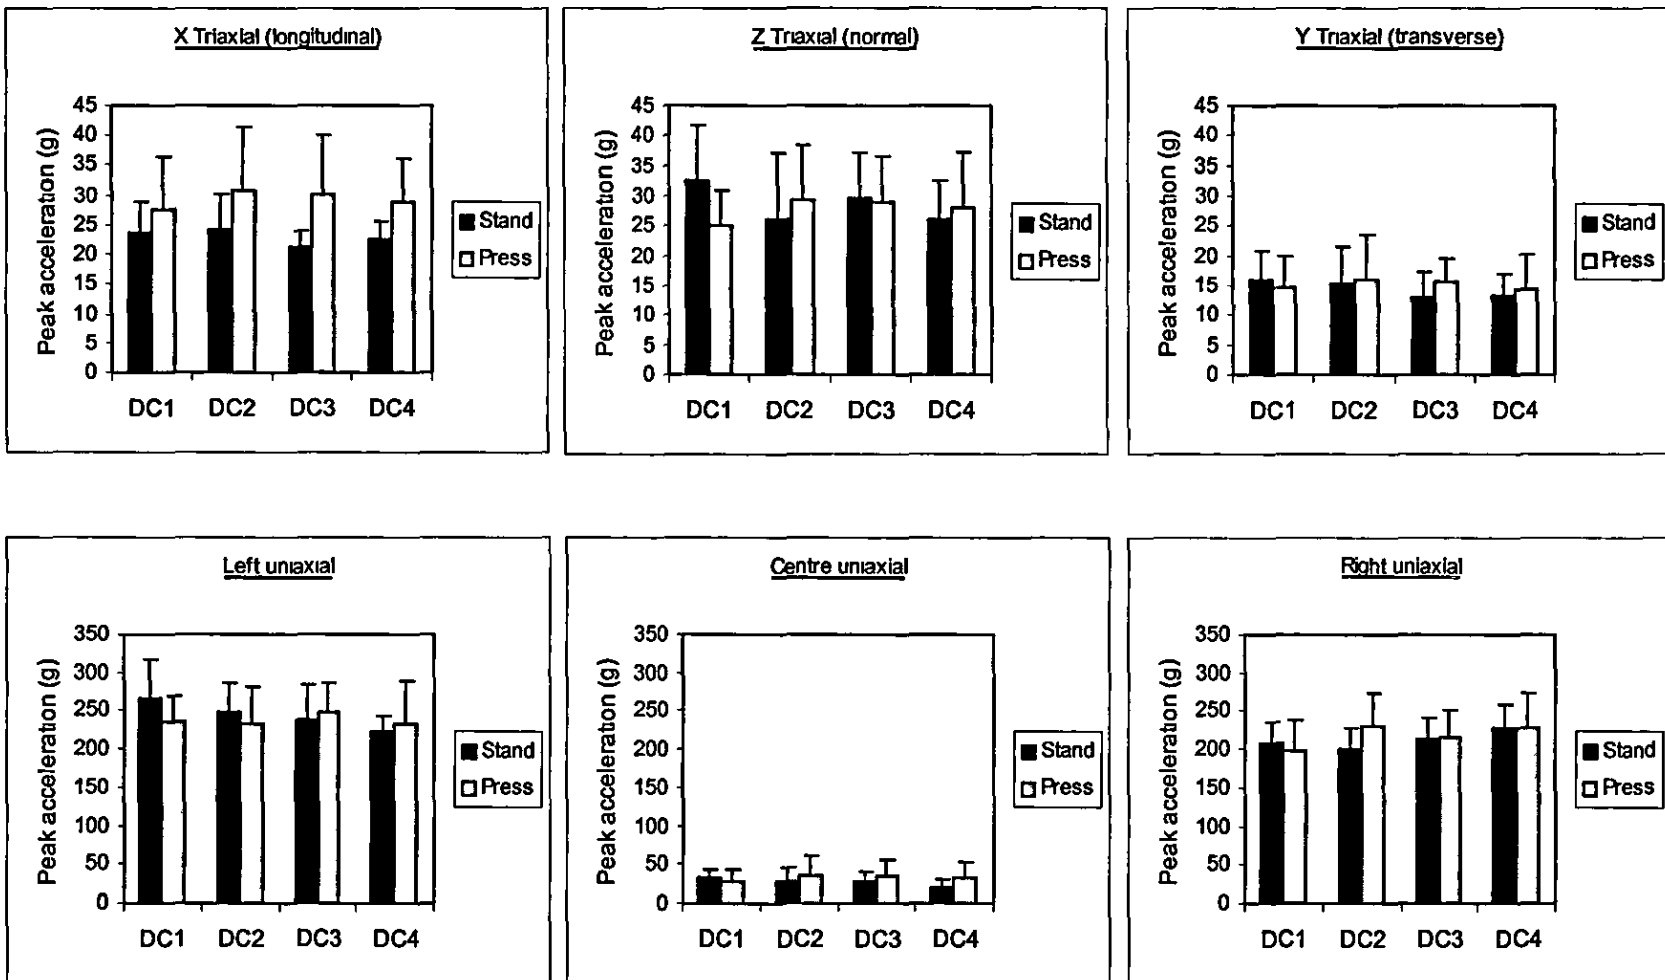 X Triaxial (longitudinal)
Peak acceleration (g)
45
40
35
30
25
20
15
10
5
0
DC1 DC2 DC3 DC4
Stand
Press
Z Triaxial (normal)
Peak acceleration (g)
45
40
35
30
25
20
15
10
5
0
DC1 DC2 DC3 DC4
Stand
Press
Y Triaxial (transverse)
Peak acceleration (g)
45
40
35
30
25
20
15
10
5
0
DC1 DC2 DC3 DC4
Stand
Press
Left uniaxial
Peak acceleration (g)
350
300
250
200
150
100
50
0
DC1 DC2 DC3 DC4
Stand
Press
Centre uniaxial
Peak acceleration (g)
350
300
250
200
150
100
50
0
DC1 DC2 DC3 DC4
Stand
Press
Right uniaxial
Peak acceleration (g)
350
300
250
200
150
100
50
0
DC1 DC2 DC3 DC4
Stand
Press